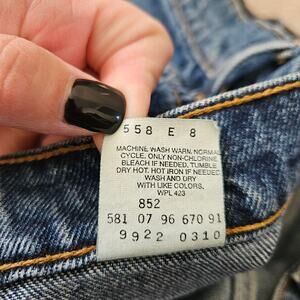 558 E 8
MACHINE WASH WARM, NORMAL
CYCLE, ONLY NON-CHLORINE
BLEACH IF NEEDED, TUMBLE
DRY HOT. HOT IRON IF NEEDED
WASH AND DRY
WITH LIKE COLORS.
WPL 423
852
581 07 96 670 91
9922 0310